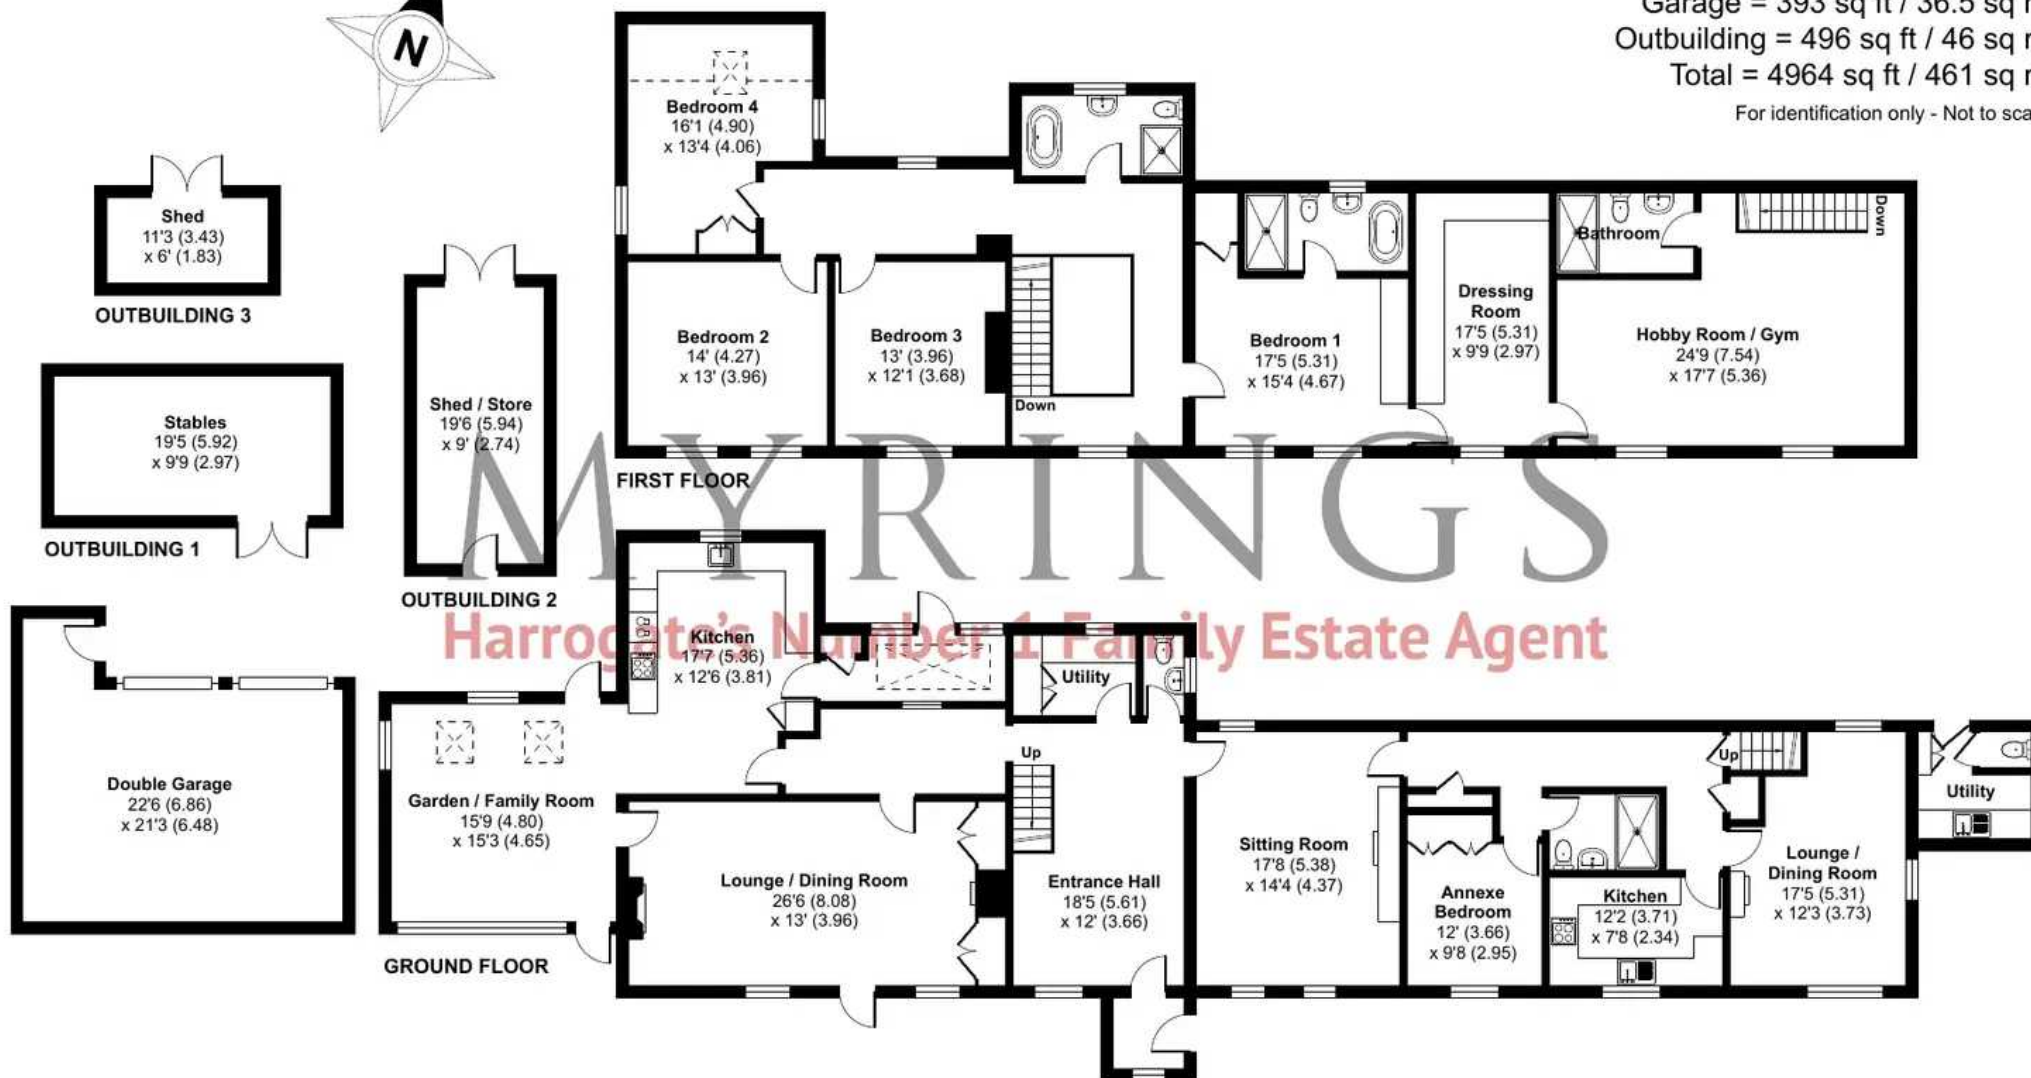 Garage = 393 sq ft / 36.5 sq
Outbuilding = 496 sq ft / 46 sq
Total = 4964 sq ft / 461 sq
For identification only - Not to
N
Bedroom 4
16'1 (4.90)
x 13'4 (4.06)
Shed
11'3 (3.43)
x 6' (1.83)
OUTBUILDING 3
Bathroom
Down
Dressing
Room
17'5 (5.31)
x 9'9 (2.97)
Bedroom 2
14' (4.27)
x 13' (3.96)
Bedroom 3
13' (3.96)
x 12'1 (3.68)
Bedroom 1
17'5 (5.31)
x 15'4 (4.67)
Hobby Room / Gym
24'9 (7.54)
x 17'7 (5.36)
Down
Shed / Store
19'6 (5.94)
x 9' (2.74)
Stables
19'5 (5.92)
x 9'9 (2.97)
FIRST FLOOR
MYRINGS
OUTBUILDING 1
OUTBUILDING 2
Harrogate's Number 1 Family Estate Agent
Kitchen
17'7 (5.36)
x 12'6 (3.81)
Utility
Up
Up
Double Garage
22'6 (6.86)
x 21'3 (6.48)
Garden / Family Room
15'9 (4.80)
x 15'3 (4.65)
Utility
Lounge / Dining Room
26'6 (8.08)
x 13' (3.96)
Entrance Hall
18'5 (5.61)
x 12' (3.66)
Sitting Room
17'8 (5.38)
x 14'4 (4.37)
Annexe
Bedroom
12' (3.66)
x 9'8 (2.95)
Kitchen
12'2 (3.71)
x 7'8 (2.34)
Lounge /
Dining Room
17'5 (5.31)
x 12'3 (3.73)
GROUND FLOOR